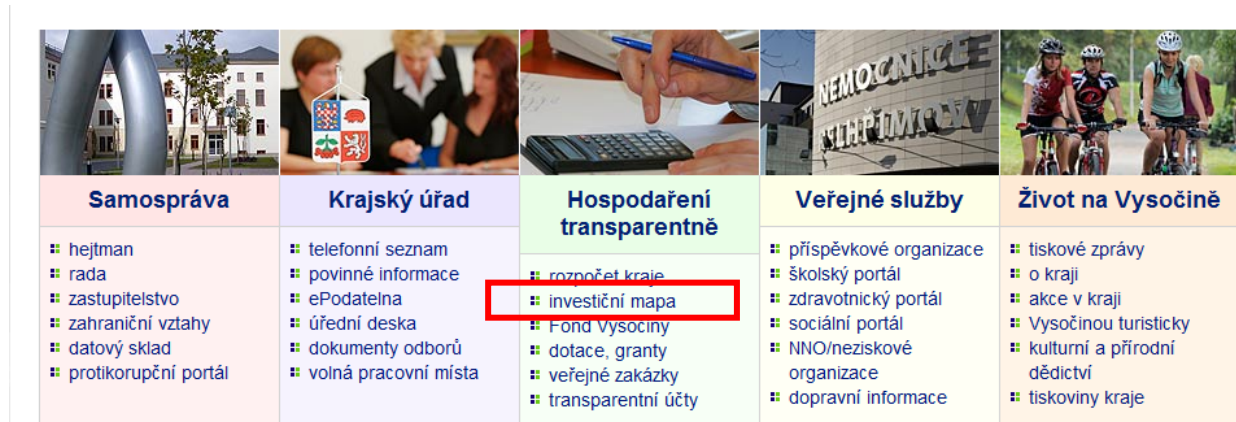 NEMOCNICE
Samospráva
hejtman
rada
zastupitelstvo
zahraniční vztahy
datový sklad
protikorupční portál
Krajský úřad
telefonní seznam
povinné informace
ePodatelna
úřední deska
dokumenty odborů
volná pracovní místa
Hospodaření
transparentně
rozpočet kraje
investiční mapa
Fond Vysočiny
dotace, granty
veřejné zakázky
transparentní účty
Veřejné služby
příspěvkové organizace
školský portál
zdravotnický portál
sociální portál
NNO/neziskové
organizace
dopravní informace
Život na Vysočině
tiskové zprávy
o kraji
akce v kraji
Vysočinou turisticky
kulturní a přírodní
dědictví
tiskoviny kraje